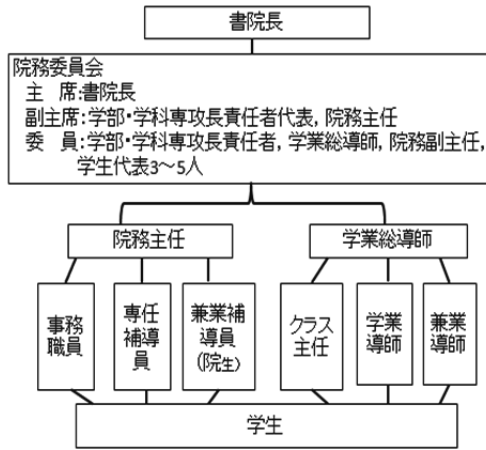 書院長
院務委員会
主　席:書院長
副主席:学部・学科専攻長責任者代表, 院務主任
委　員:学部・学科専攻長責任者, 学業総導師, 院務副主任,
学生代表3～5人
院務主任
学業総導師
事務
職員
専任
補導
員
兼業補
導員
(院生)
クラス
主任
学業
導師
兼業
導師
学生